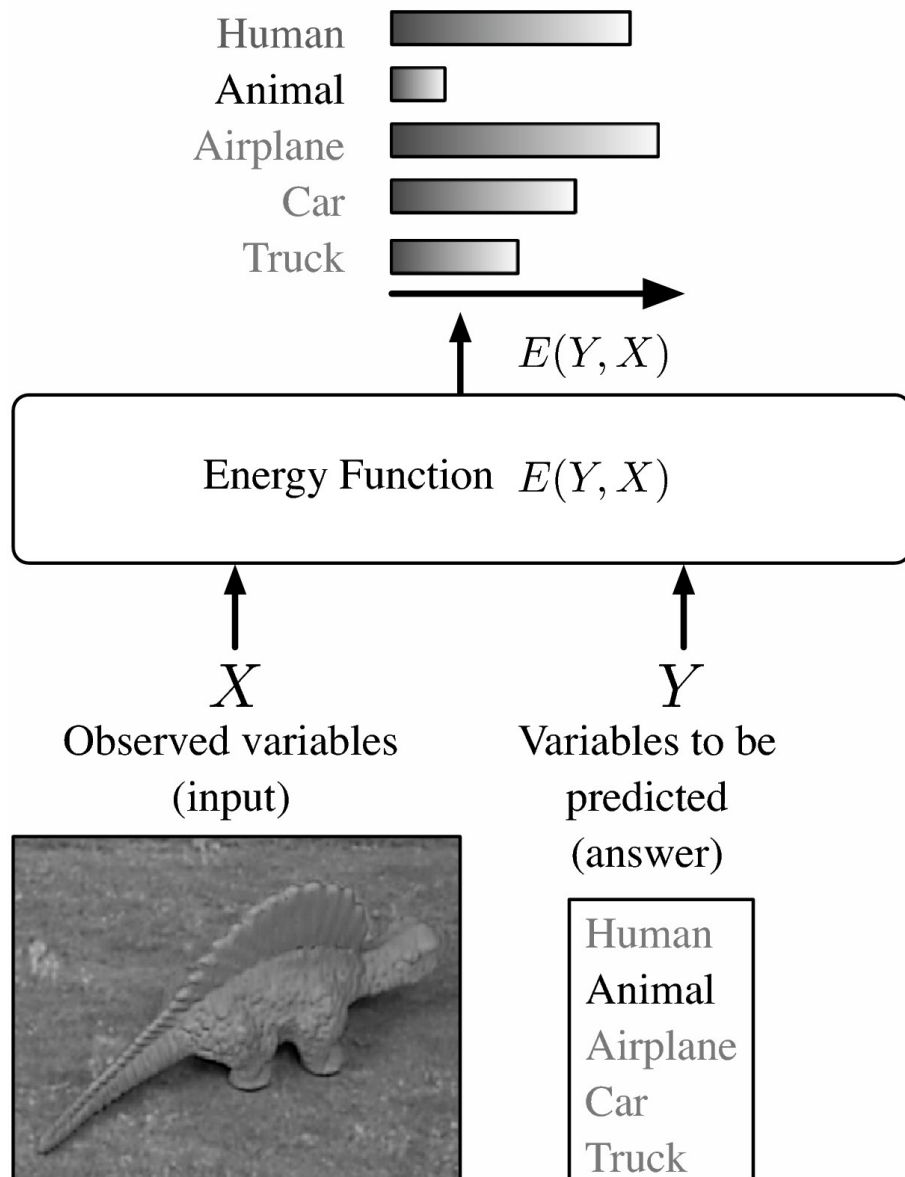 Human
Animal
Airplane
Car
Truck
E(Y, X)
Energy Function E(Y, X)
X
Observed variables
(input)
Y
Variables to be
predicted
(answer)
Human
Animal
Airplane
Car
Truck